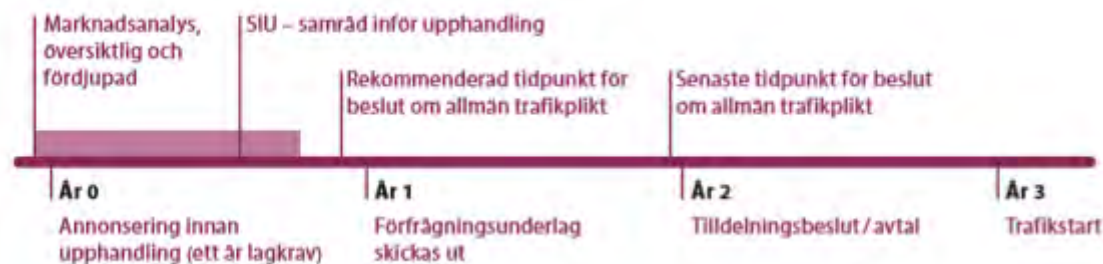 Marknadsanalys,
översiktlig och
fördjupad
SIU – samråd inför upphandling
Rekommenderad tidpunkt för
beslut om allmän trafikplikt
Senaste tidpunkt för beslut
om allmän trafikplikt
År 0
Annonsering innan
upphandling (ett år lagkrav)
År 1
Förfrågningsunderlag
skickas ut
År 2
Tilldelningsbeslut / avtal
År 3
Trafikstart